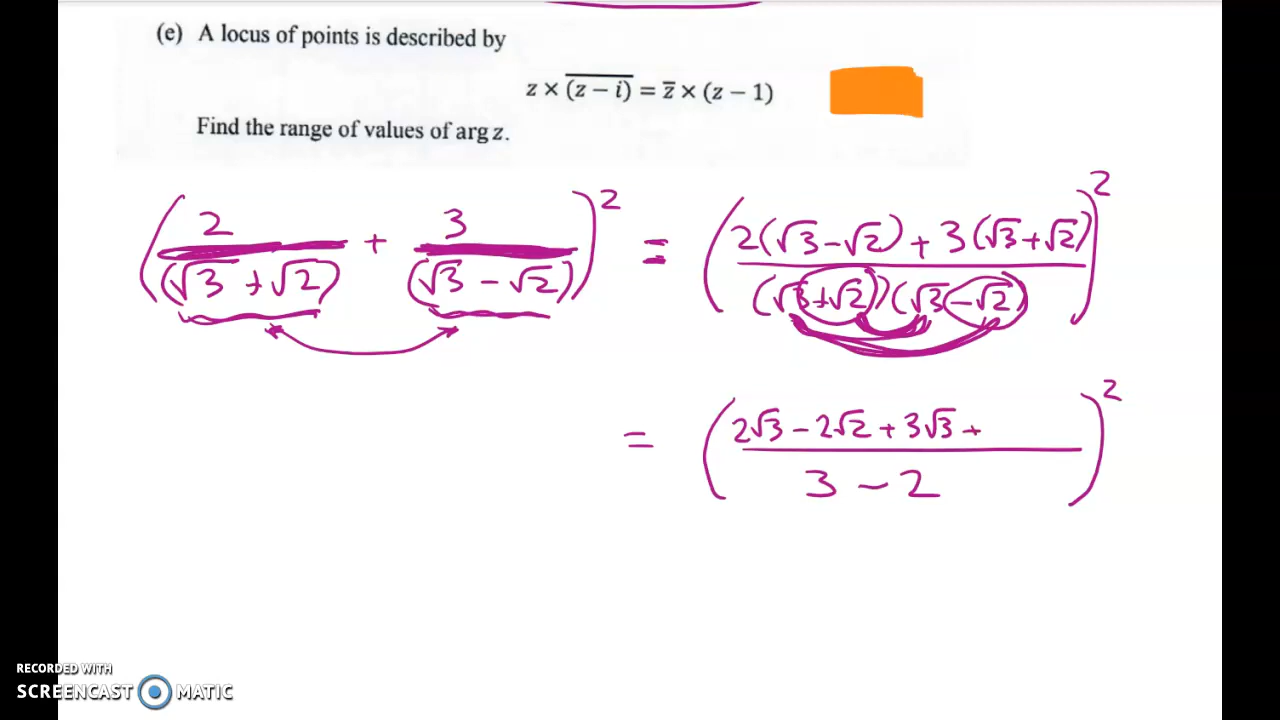 (e) A locus of points is described by
z × \overline{(z − i)} = z̅ × (z − 1)
Find the range of values of arg z.
(2/(√3 + √2) + 3/(√3 − √2))² = ((2(√3 − √2) + 3(√3 + √2))/((√3 + √2)(√3 − √2)))²
= ((2√3 − 2√2 + 3√3 +)/(3 − 2))²
RECORDED WITH
SCREENCAST MATIC